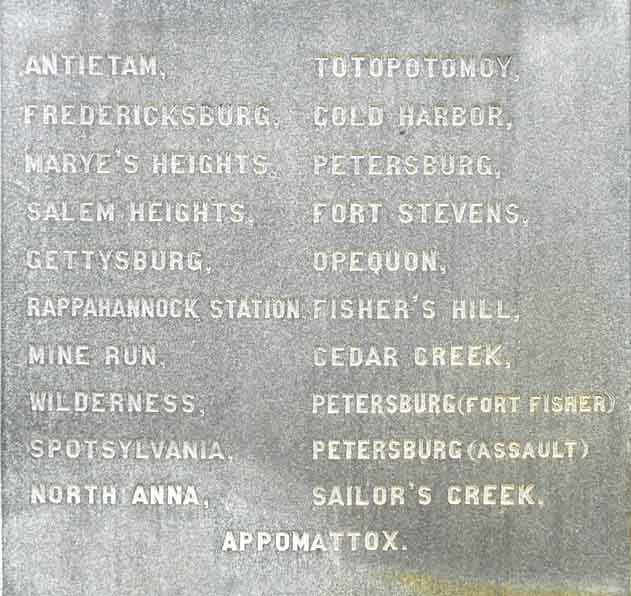 ANTIETAM,
FREDERICKSBURG,
MARYE'S HEIGHTS,
SALEM HEIGHTS,
GETTYSBURG,
RAPPAHANNOCK STATION,
MINE RUN,
WILDERNESS,
SPOTSYLVANIA,
NORTH ANNA,
TOTOPOTOMOY,
COLD HARBOR,
PETERSBURG,
FORT STEVENS,
OPEQUON,
FISHER'S HILL,
CEDAR CREEK,
PETERSBURG (FORT FISHER)
PETERSBURG (ASSAULT)
SAILOR'S CREEK,
APPOMATTOX.